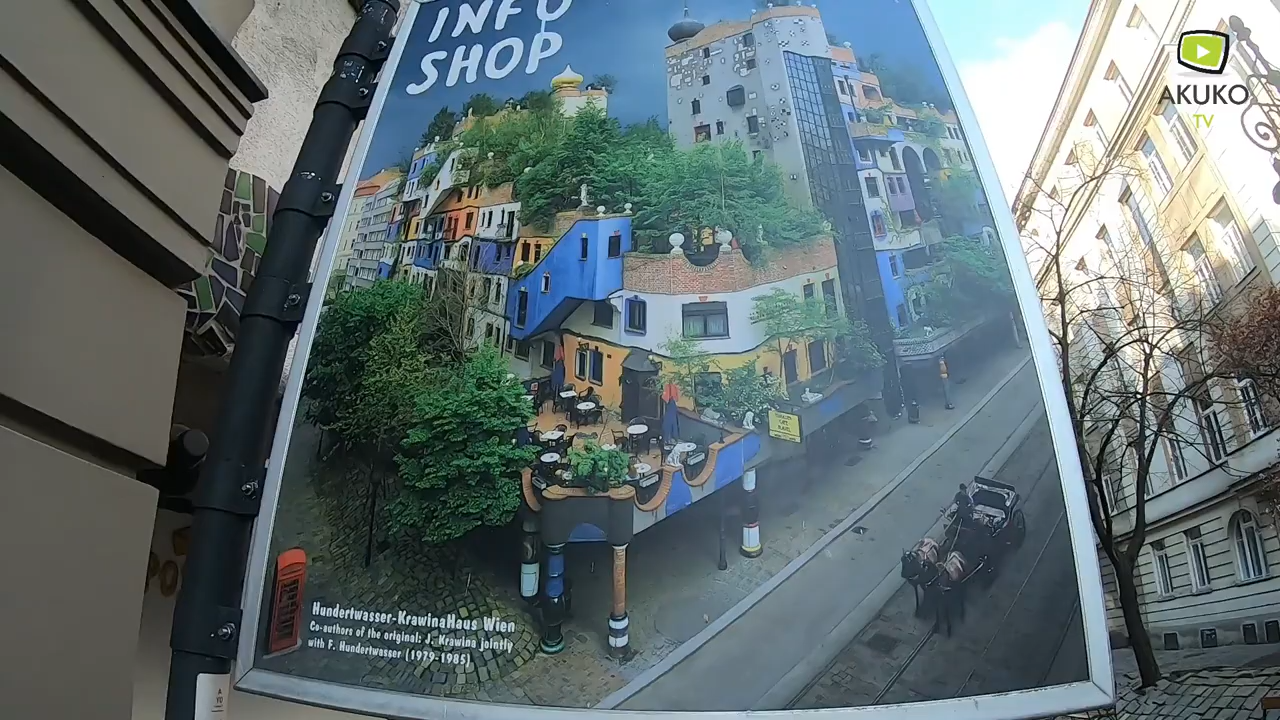 INFO
SHOP
AKUKO
TV
Hundertwasser-KrawinaHaus Wien
Co-authors of the original: J. Krawina jointly
with F. Hundertwasser (1979-1985)